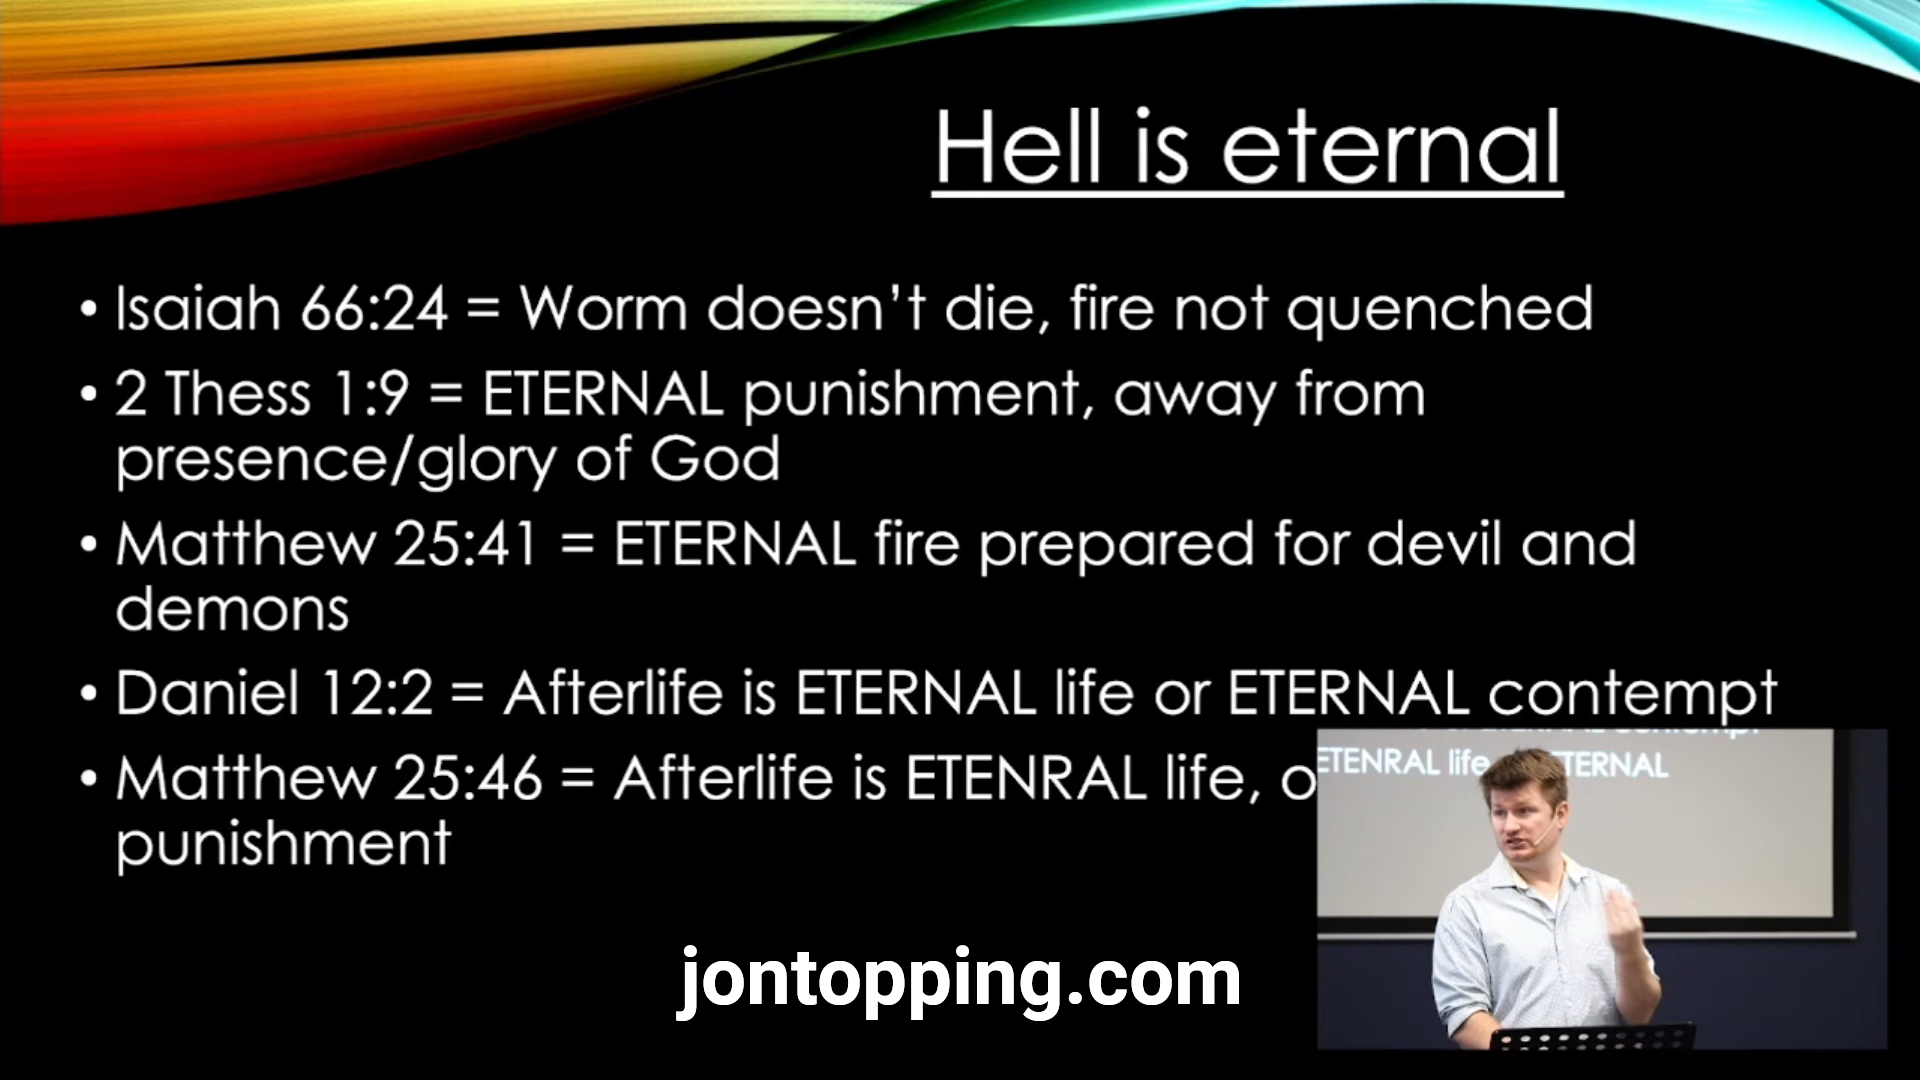 Hell is eternal
• Isaiah 66:24 = Worm doesn’t die, fire not quenched
• 2 Thess 1:9 = ETERNAL punishment, away from
presence/glory of God
• Matthew 25:41 = ETERNAL fire prepared for devil and
demons
• Daniel 12:2 = Afterlife is ETERNAL life or ETERNAL contempt
• Matthew 25:46 = Afterlife is ETENRAL life, o
punishment
ETENRAL life TERNAL
jontopping.com